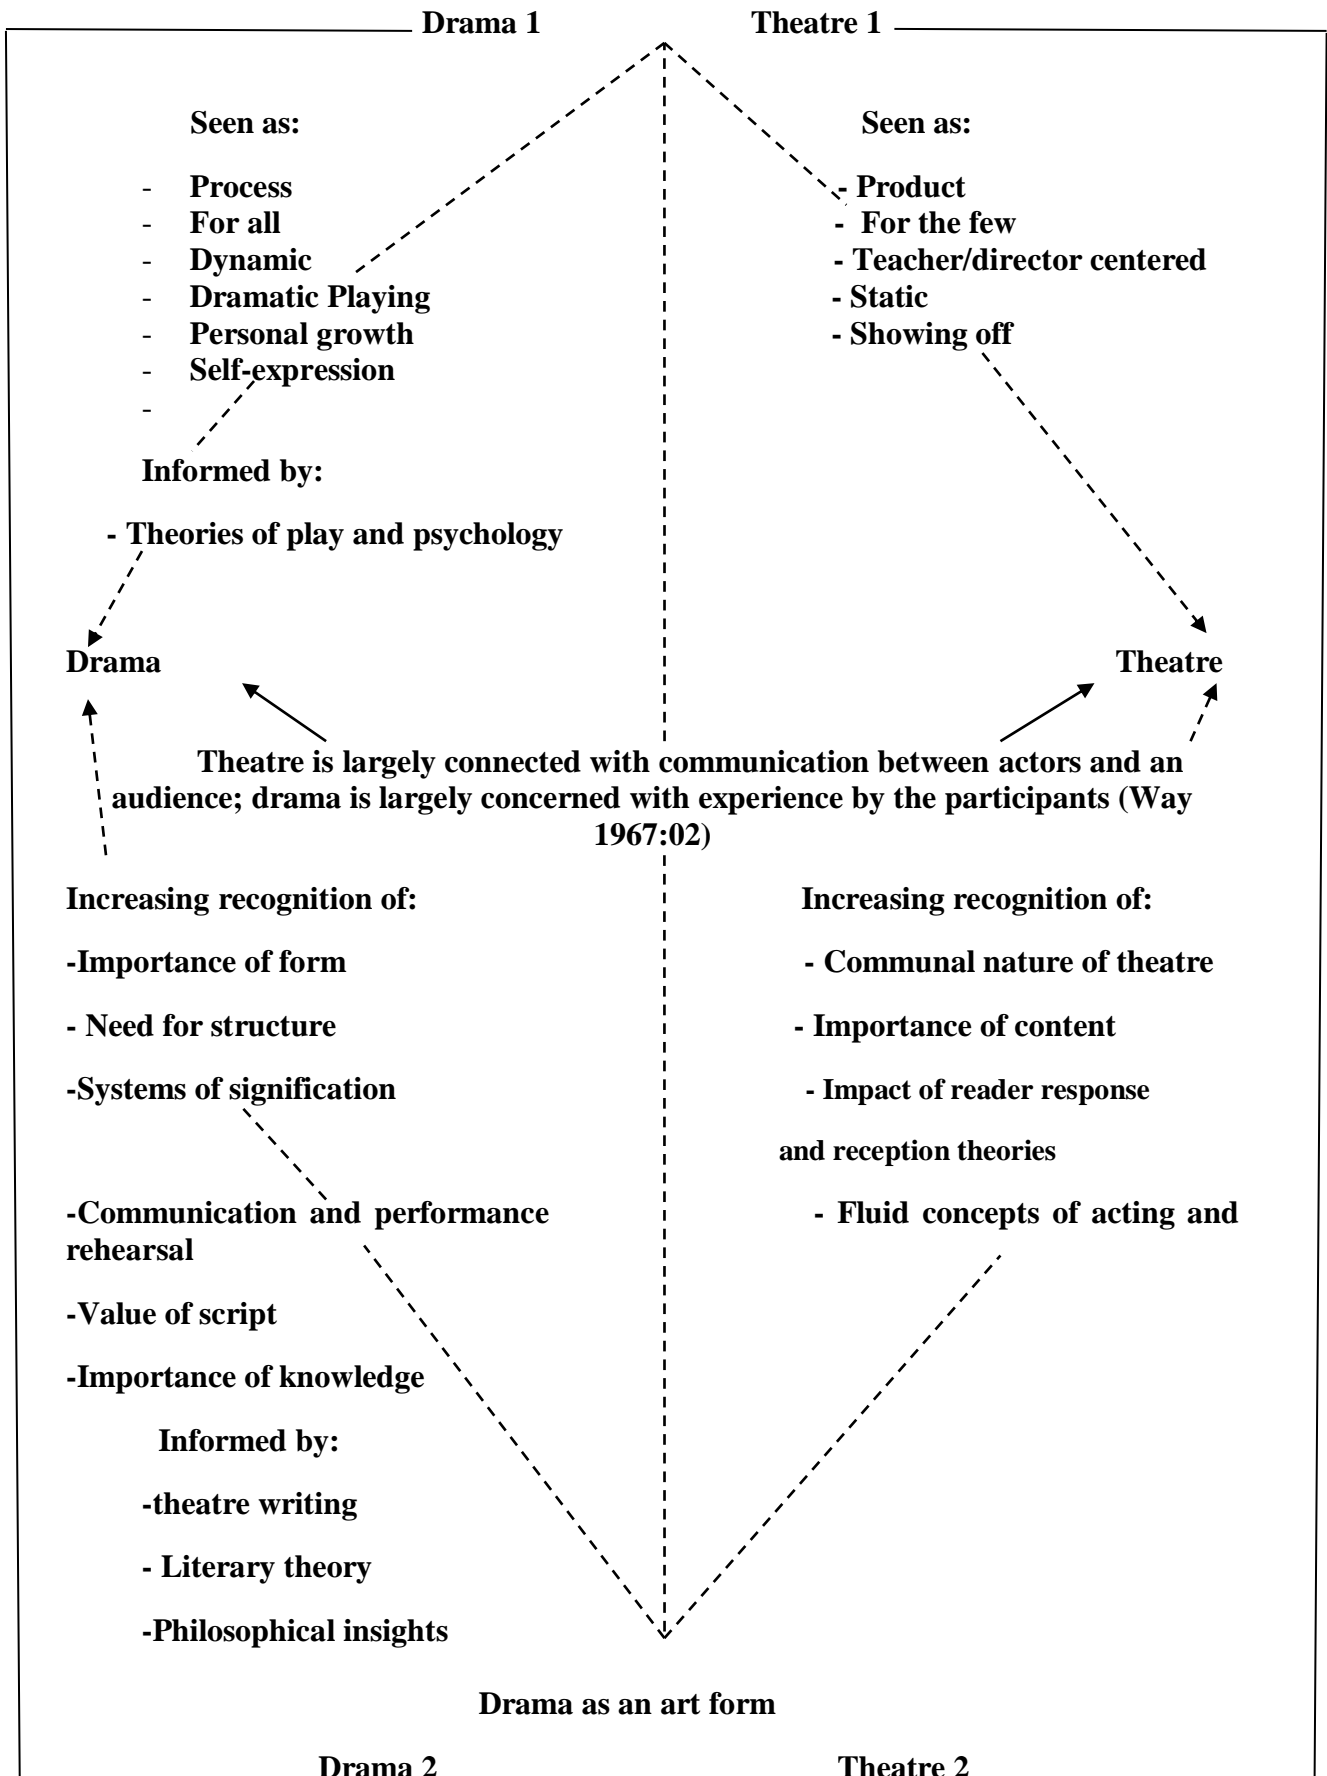 Drama 1 Theatre 1
Seen as: Seen as:
- Process - Product
- For all - For the few
- Dynamic - Teacher/director centered
- Dramatic Playing - Static
- Personal growth - Showing off
- Self-expression
-
Informed by:
- Theories of play and psychology
Drama Theatre
Theatre is largely connected with communication between actors and an
audience; drama is largely concerned with experience by the participants (Way
1967:02)
Increasing recognition of: Increasing recognition of:
-Importance of form - Communal nature of theatre
- Need for structure - Importance of content
-Systems of signification - Impact of reader response
and reception theories
-Communication and performance - Fluid concepts of acting and
rehearsal
-Value of script
-Importance of knowledge
Informed by:
-theatre writing
- Literary theory
-Philosophical insights
Drama as an art form
Drama 2 Theatre 2